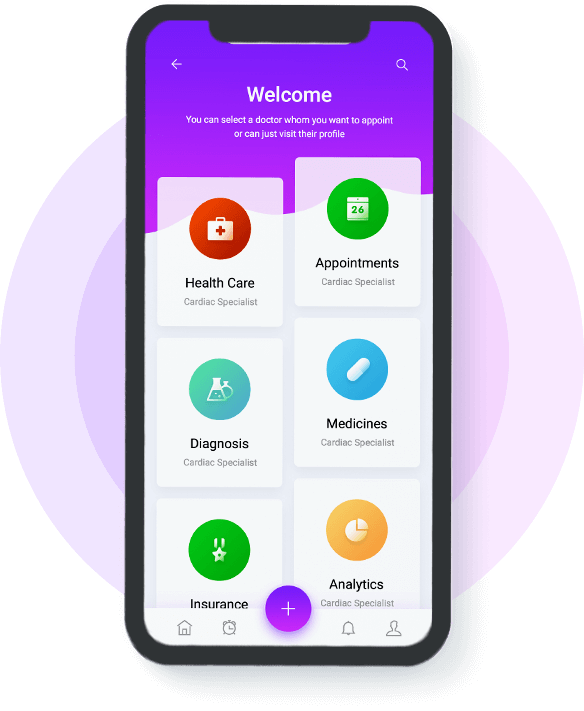 Welcome
You can select a doctor whom you want to appoint
or can just visit their profile
Health Care
Cardiac Specialist
26
Appointments
Cardiac Specialist
Diagnosis
Cardiac Specialist
Medicines
Cardiac Specialist
Insurance
Analytics
Cardiac Specialist